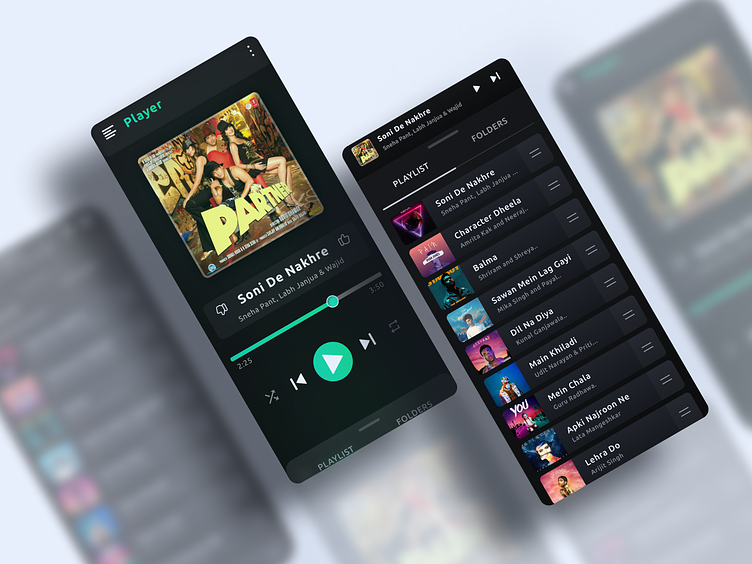 Player
PARTNER
Soni De Nakhre
Sneha Pant, Labh Janjua & Wajid
2:25
3:50
PLAYLIST
FOLDERS
Soni De Nakhre
Sneha Pant, Labh Janjua & Wajid
PLAYLIST
FOLDERS
Soni De Nakhre
Sneha Pant, Labh Janjua ...
Character Dheela
Amrita Kak and Neeraj..
Balma
Shriram and Shreya..
Sawan Mein Lag Gayi
Mika Singh and Payal..
Dil Na Diya
Kunal Ganjawala..
Main Khiladi
Udit Narayan & Priti...
YOU
Mein Chala
Guru Radhawa.
Apki Najroon Ne
Lata Mangeshkar
Lehra Do
Arijit Singh